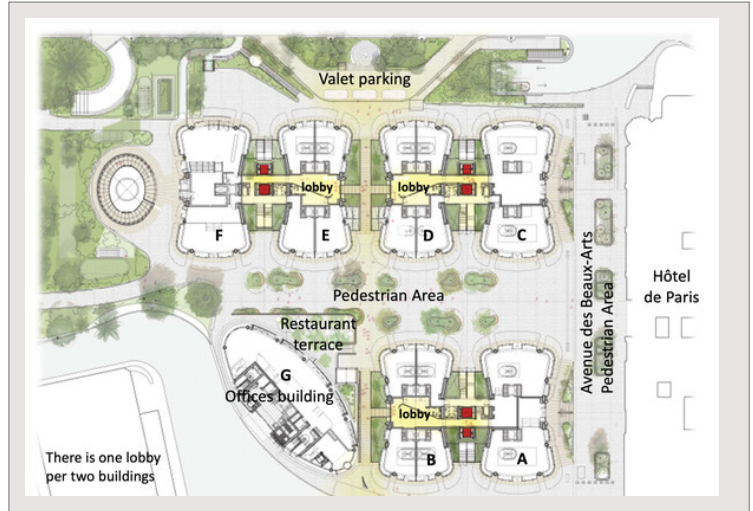 Valet parking
lobby
lobby
F
E
D
C
Pedestrian Area
Restaurant
terrace
G
Offices building
lobby
B
A
Avenue des Beaux-Arts
Pedestrian Area
Hôtel
de Paris
There is one lobby
per two buildings